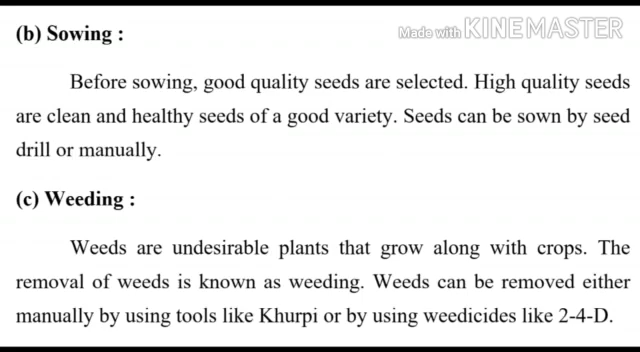 (b) Sowing :
Made with KINEMASTER
Before sowing, good quality seeds are selected. High quality seeds
are clean and healthy seeds of a good variety. Seeds can be sown by seed
drill or manually.
(c) Weeding :
Weeds are undesirable plants that grow along with crops. The
removal of weeds is known as weeding. Weeds can be removed either
manually by using tools like Khurpi or by using weedicides like 2-4-D.